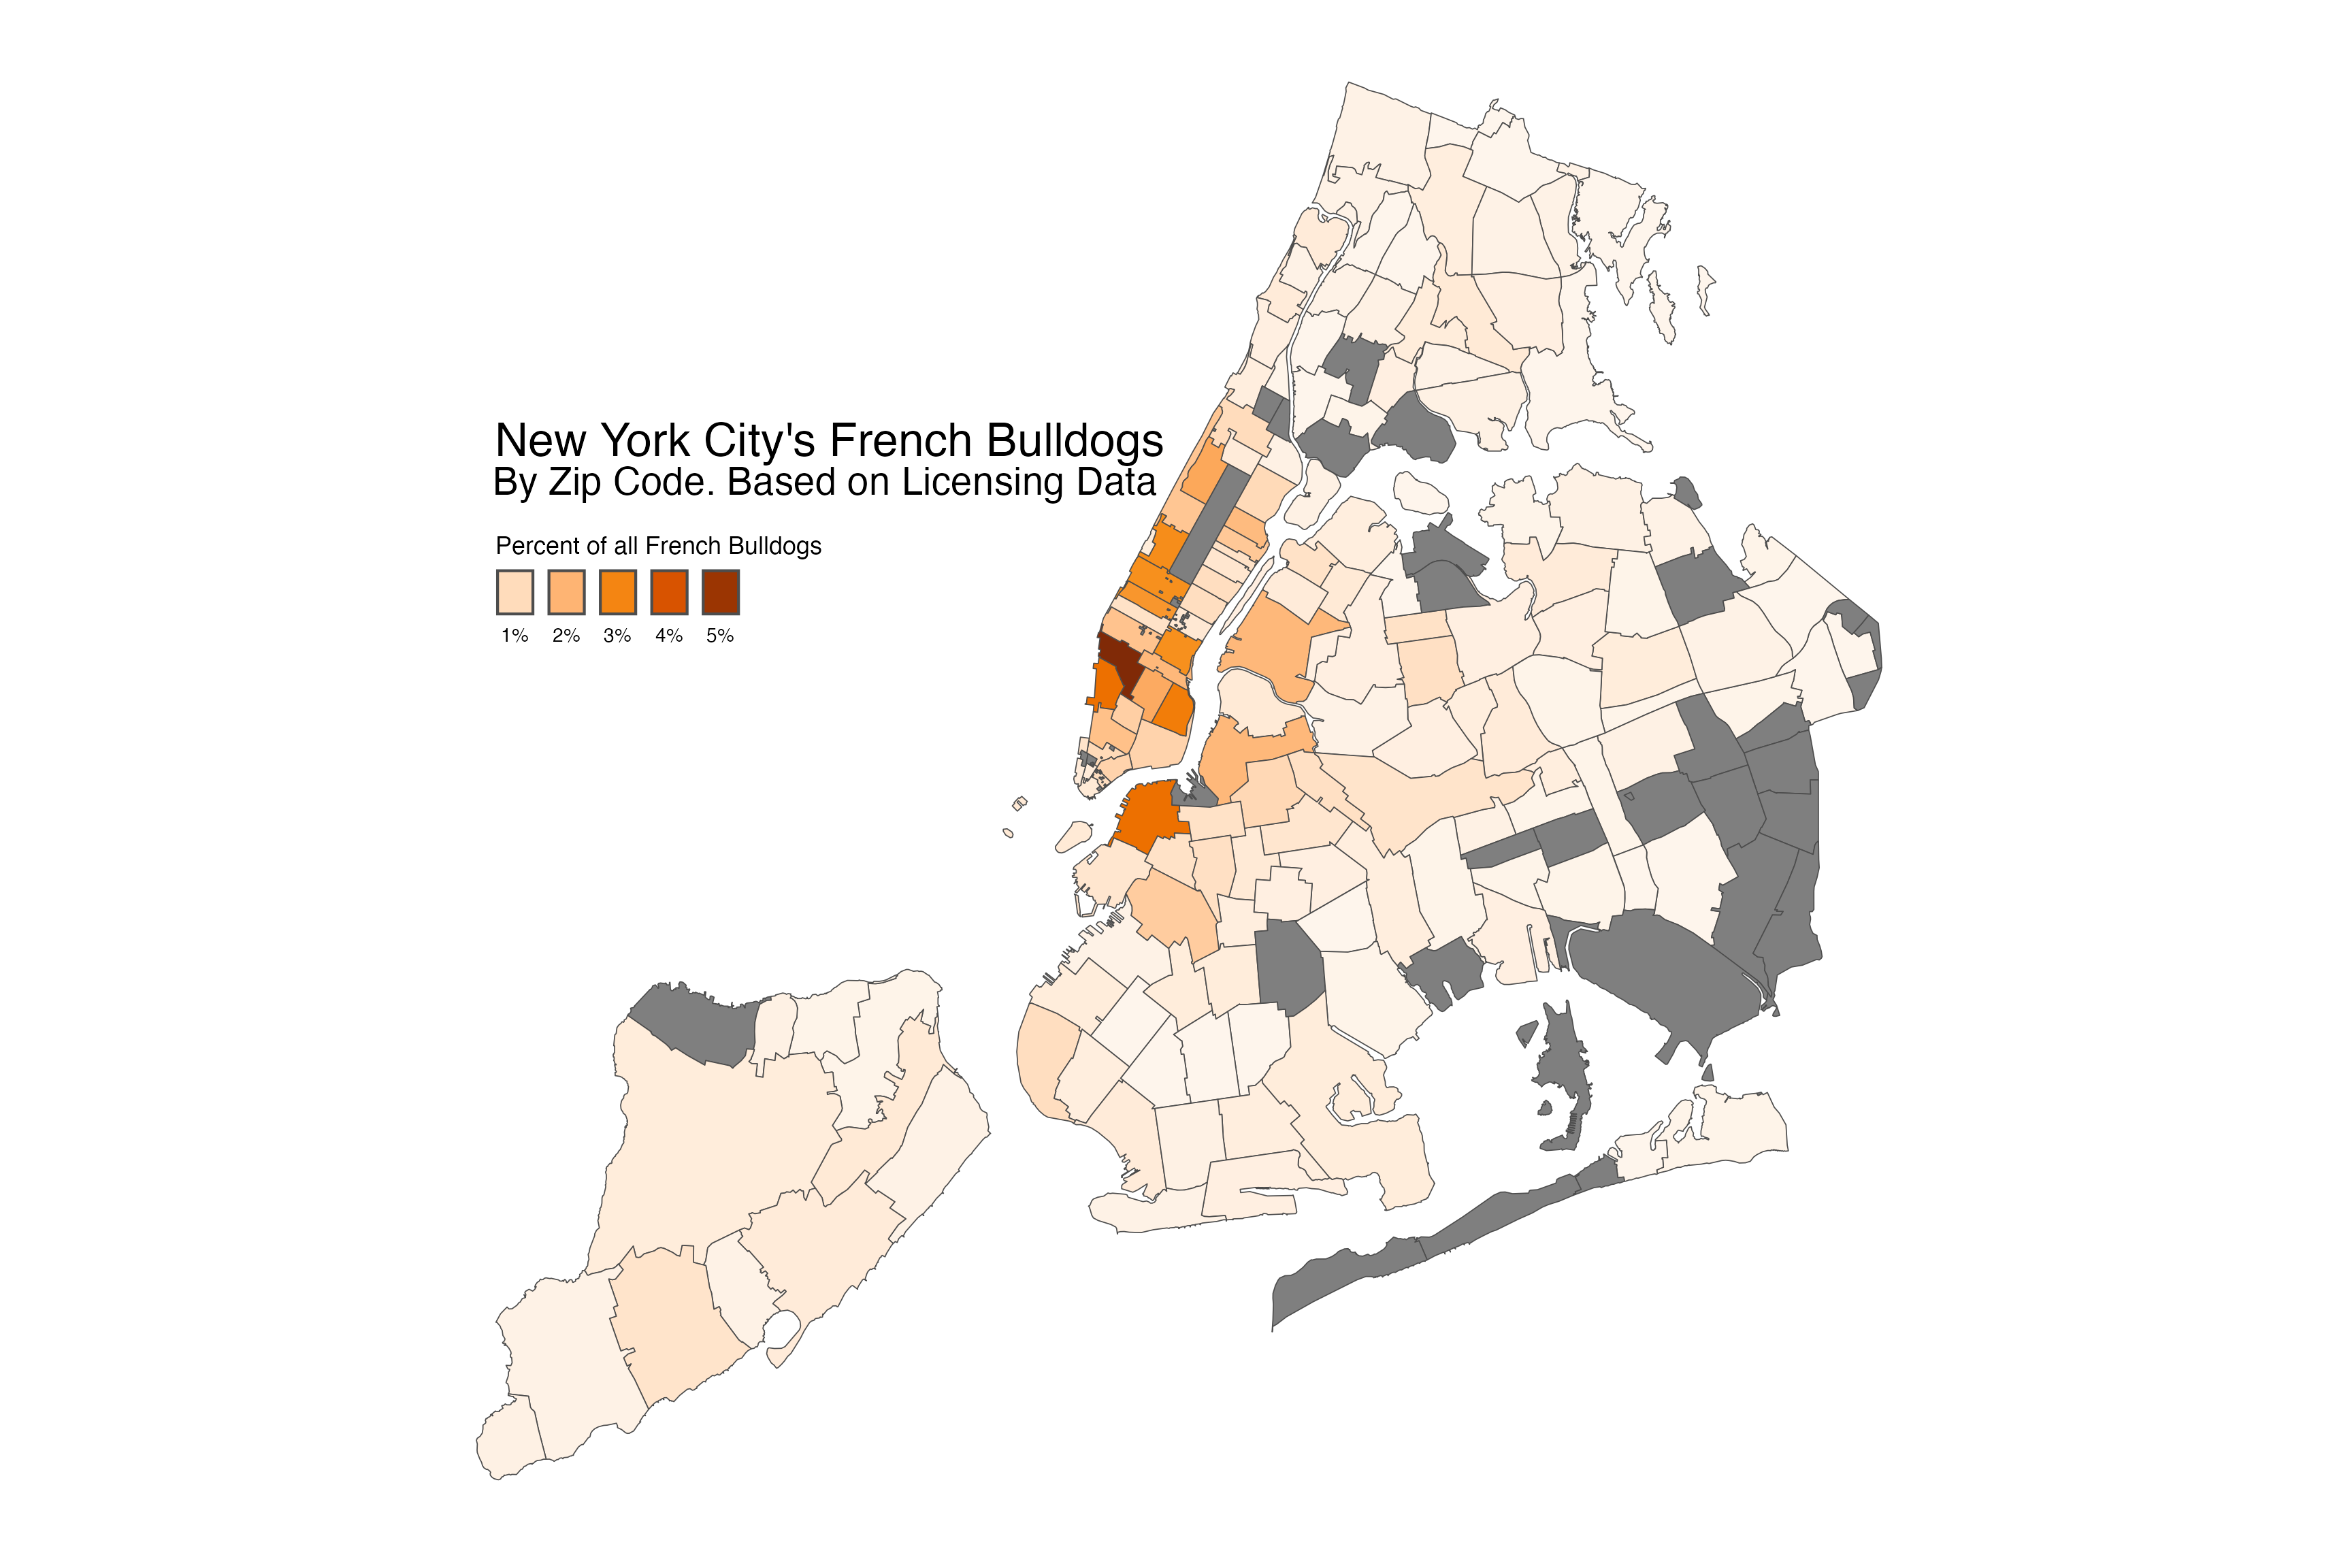 New York City's French Bulldogs
By Zip Code. Based on Licensing Data
Percent of all French Bulldogs
1% 2% 3% 4% 5%